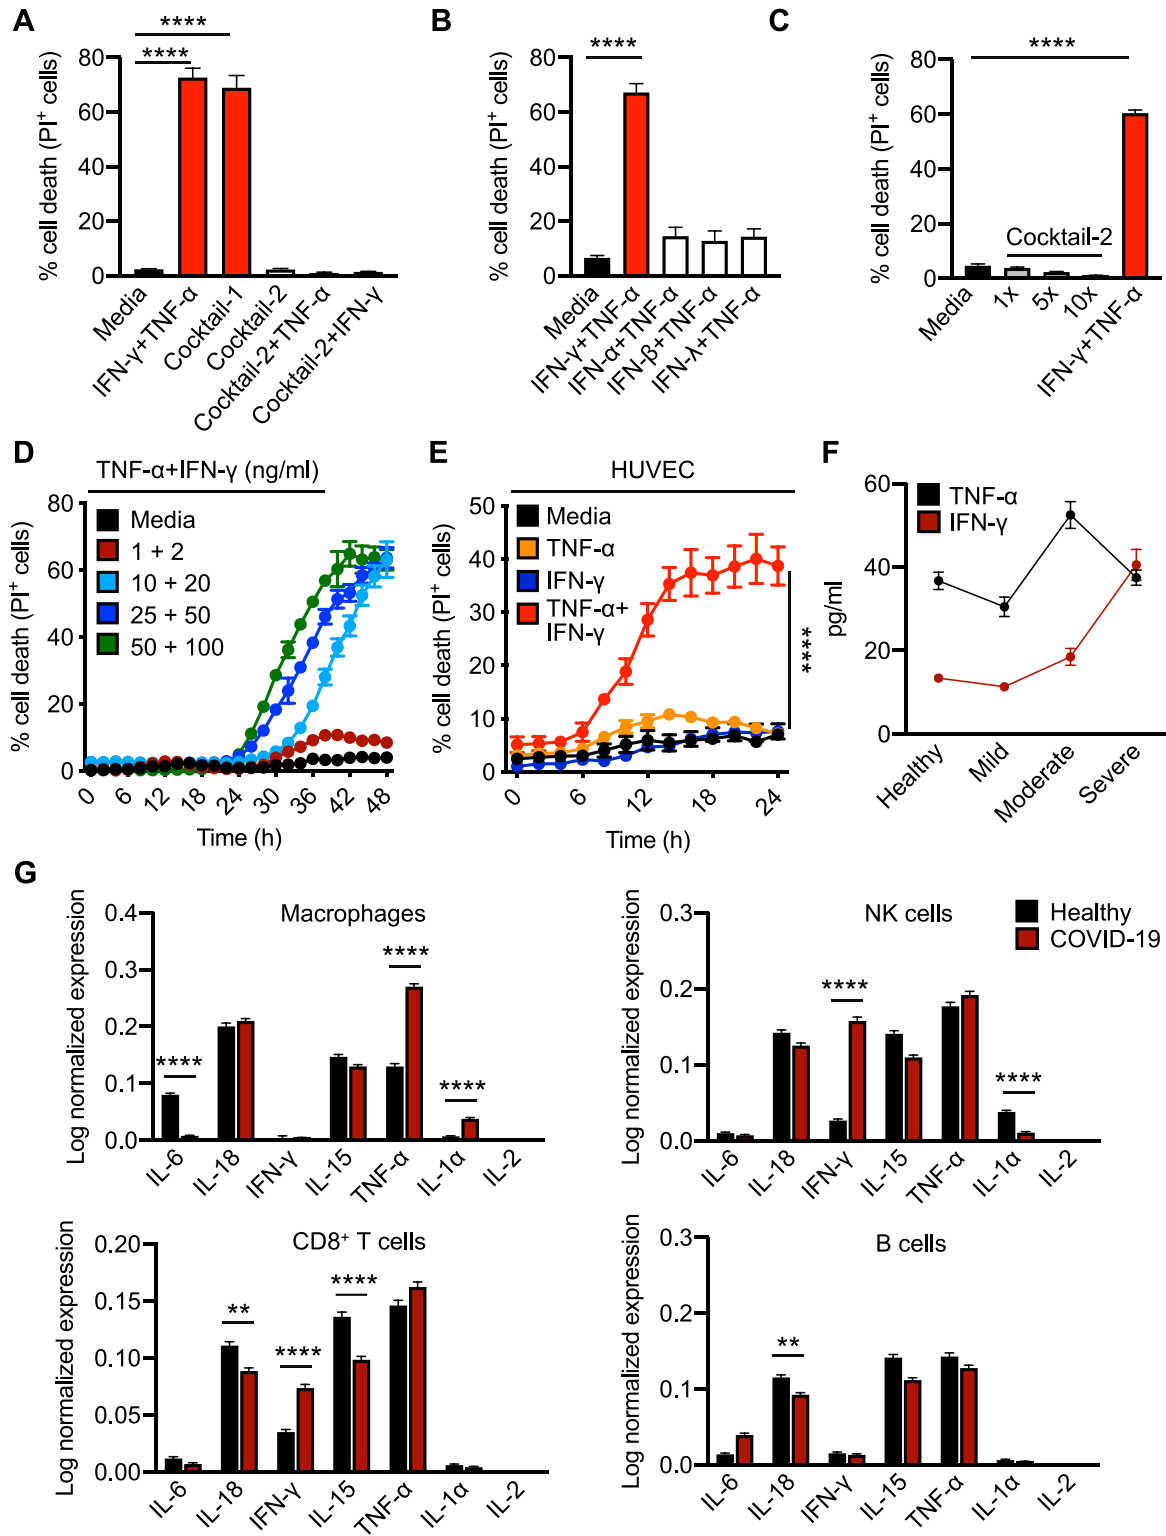 A
****
****
% cell death (PI⁺ cells)
80
60
40
20
0
Media
IFN-γ+TNF-α
Cocktail-1
Cocktail-2
Cocktail-2+TNF-α
Cocktail-2+IFN-γ
B
****
% cell death (PI⁺ cells)
80
60
40
20
0
Media
IFN-γ+TNF-α
IFN-α+TNF-α
IFN-β+TNF-α
IFN-λ+TNF-α
C
****
% cell death (PI⁺ cells)
80
60
40
20
0
Cocktail-2
Media
1x
5x
10x
IFN-γ+TNF-α
D
TNF-α+IFN-γ (ng/ml)
% cell death (PI⁺ cells)
80
60
40
20
0
Media
1 + 2
10 + 20
25 + 50
50 + 100
0
6
12
18
24
30
36
42
48
Time (h)
E
HUVEC
% cell death (PI⁺ cells)
50
40
30
20
10
0
Media
TNF-α
IFN-γ
TNF-α+
IFN-γ
****
0
6
12
18
24
Time (h)
F
pg/ml
60
40
20
0
TNF-α
IFN-γ
Healthy
Mild
Moderate
Severe
G
Macrophages
Log normalized expression
0.4
0.3
0.2
0.1
0.0
****
****
****
IL-6
IL-18
IFN-γ
IL-15
TNF-α
IL-1α
IL-2
NK cells
Healthy
COVID-19
Log normalized expression
0.3
0.2
0.1
0.0
****
****
IL-6
IL-18
IFN-γ
IL-15
TNF-α
IL-1α
IL-2
CD8⁺ T cells
Log normalized expression
0.20
0.15
0.10
0.05
0.00
**
****
****
IL-6
IL-18
IFN-γ
IL-15
TNF-α
IL-1α
IL-2
B cells
Log normalized expression
0.3
0.2
0.1
0.0
**
IL-6
IL-18
IFN-γ
IL-15
TNF-α
IL-1α
IL-2